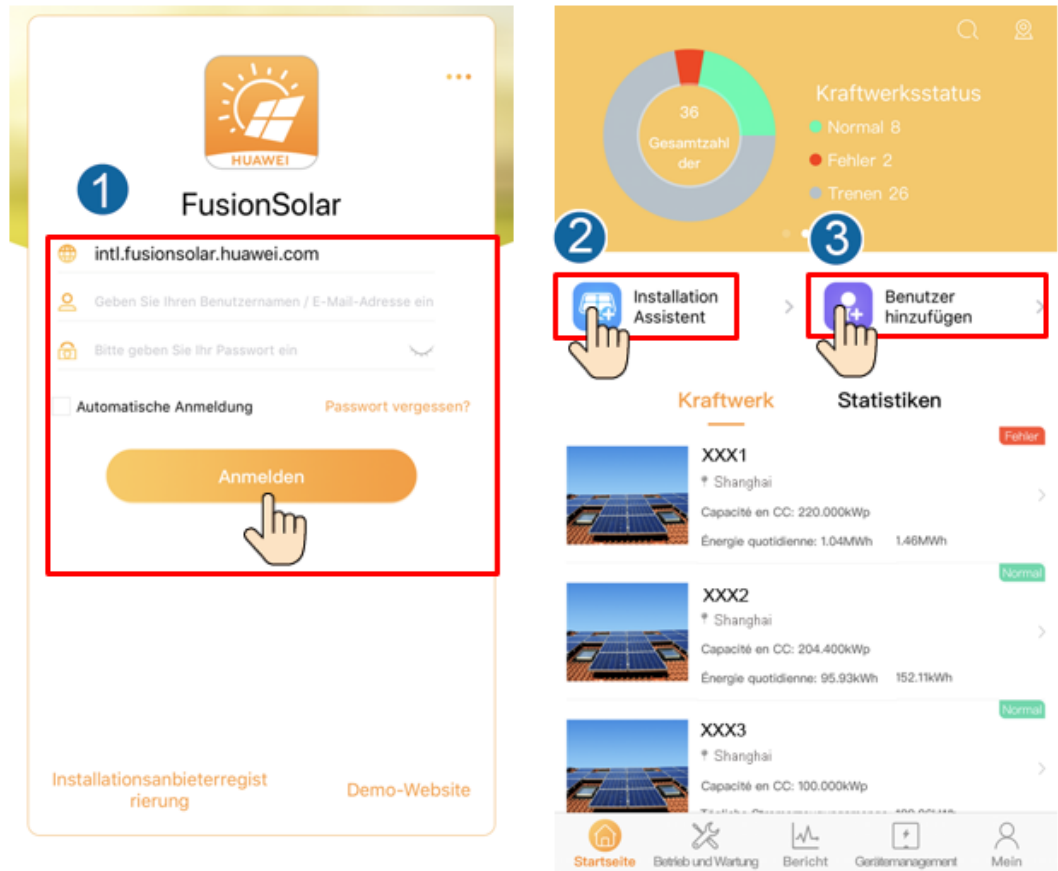 HUAWEI
1
FusionSolar
intl.fusionsolar.huawei.com
Geben Sie Ihren Benutzernamen / E-Mail-Adresse ein
Bitte geben Sie Ihr Passwort ein
Automatische Anmeldung
Passwort vergessen?
Anmelden
Installationsanbieterregist
rierung
Demo-Website
36
Gesamtzahl
der
Kraftwerksstatus
Normal 8
Fehler 2
Trenen 26
2
3
Installation
Assistent
Benutzer
hinzufügen
Kraftwerk
Statistiken
Fehler
XXX1
Shanghai
Capacité en CC: 220.000kWp
Énergie quotidienne: 1.04MWh 1.46MWh
Normal
XXX2
Shanghai
Capacité en CC: 204.400kWp
Énergie quotidienne: 95.93kWh 152.11kWh
Normal
XXX3
Shanghai
Capacité en CC: 100.000kWp
Startseite
Betrieb und Wartung
Bericht
Gerätemanagement
Mein